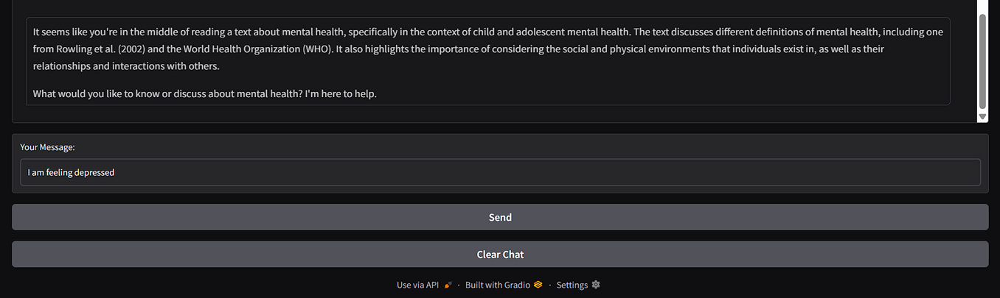 It seems like you're in the middle of reading a text about mental health, specifically in the context of child and adolescent mental health. The text discusses different definitions of mental health, including one
from Rowling et al. (2002) and the World Health Organization (WHO). It also highlights the importance of considering the social and physical environments that individuals exist in, as well as their
relationships and interactions with others.
What would you like to know or discuss about mental health? I'm here to help.
Your Message:
I am feeling depressed
Send
Clear Chat
Use via API · Built with Gradio · Settings